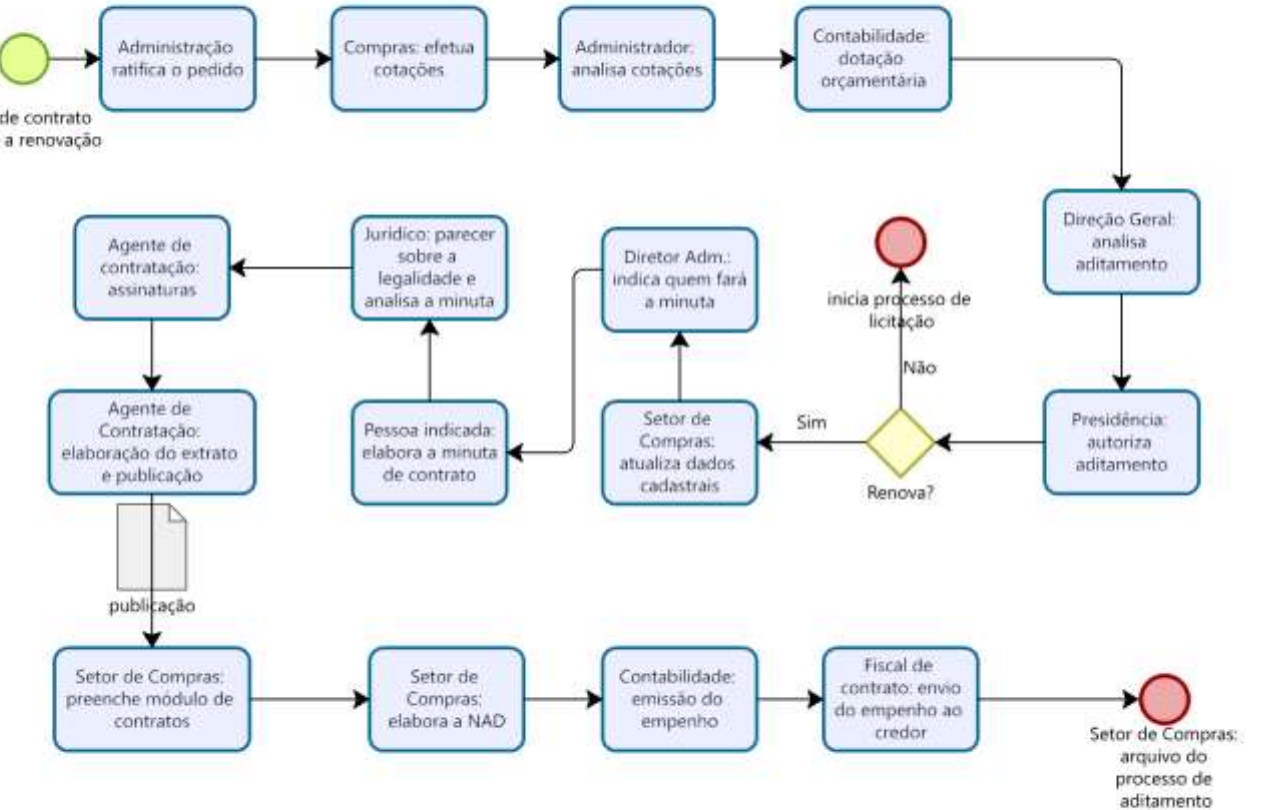 de contrato
a renovação
Administração
ratifica o pedido
Compras: efetua
cotações
Administrador:
analisa cotações
Contabilidade:
dotação
orçamentária
Direção Geral:
analisa
aditamento
Presidência:
autoriza
aditamento
Renova?
Não
inicia processo de
licitação
Sim
Setor de
Compras:
atualiza dados
cadastrais
Diretor Adm.:
indica quem fará
a minuta
Pessoa indicada:
elabora a minuta
de contrato
Jurídico: parecer
sobre a
legalidade e
analisa a minuta
Agente de
contratação:
assinaturas
Agente de
Contratação:
elaboração do extrato
e publicação
publicação
Setor de Compras:
preenche módulo de
contratos
Setor de
Compras:
elabora a NAD
Contabilidade:
emissão do
empenho
Fiscal de
contrato: envio
do empenho ao
credor
Setor de Compras:
arquivo do
processo de
aditamento